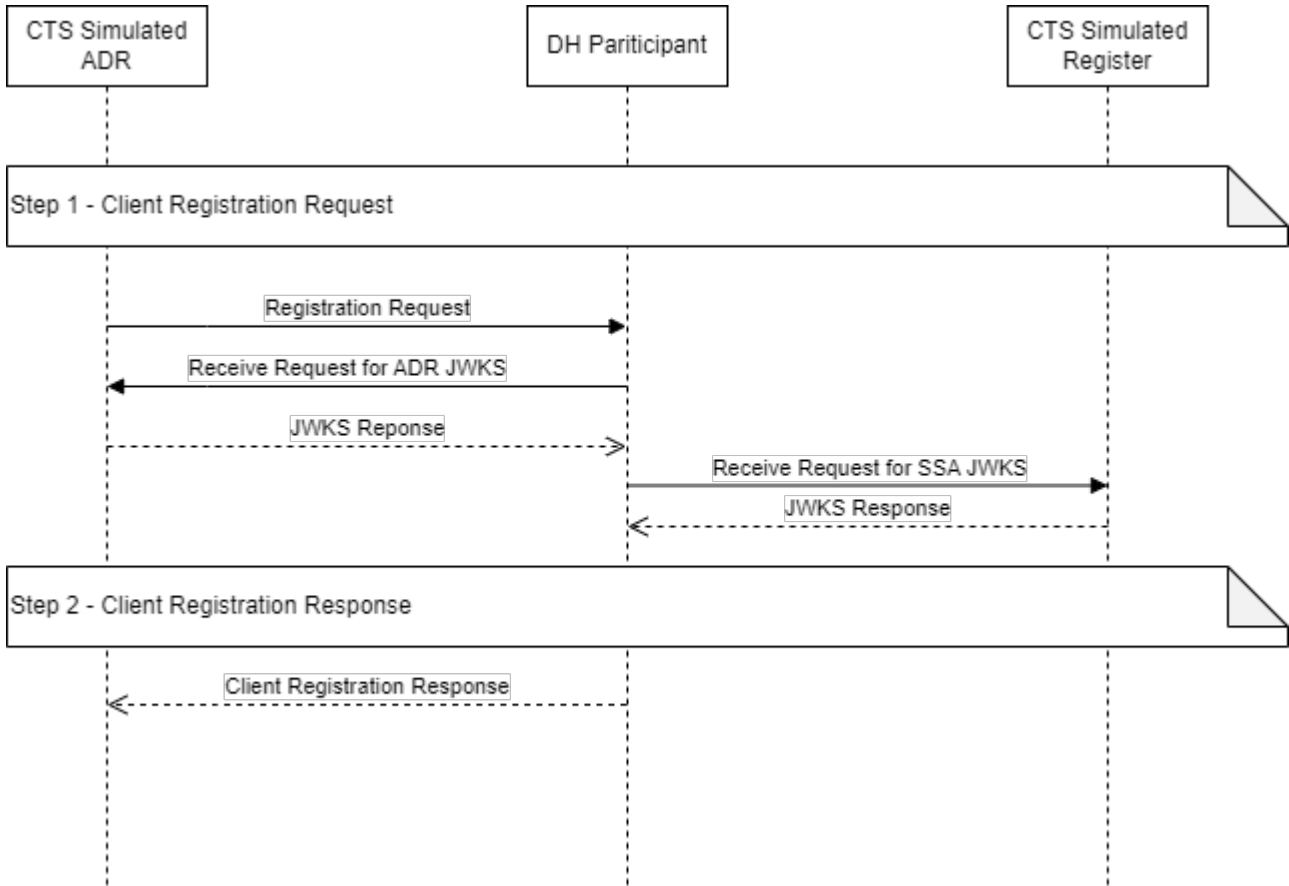 CTS Simulated
ADR
DH Pariticipant
CTS Simulated
Register
Step 1 - Client Registration Request
Registration Request
Receive Request for ADR JWKS
JWKS Reponse
Receive Request for SSA JWKS
JWKS Response
Step 2 - Client Registration Response
Client Registration Response